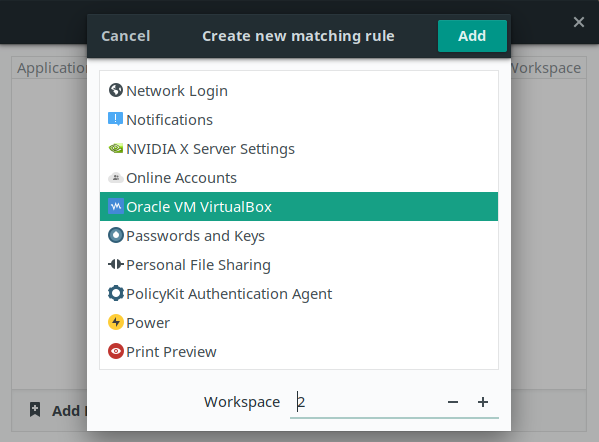 Cancel Create new matching rule Add
Application Workspace
Network Login
Notifications
NVIDIA X Server Settings
Online Accounts
Oracle VM VirtualBox
Passwords and Keys
Personal File Sharing
PolicyKit Authentication Agent
Power
Print Preview
Workspace 2 − +
Add